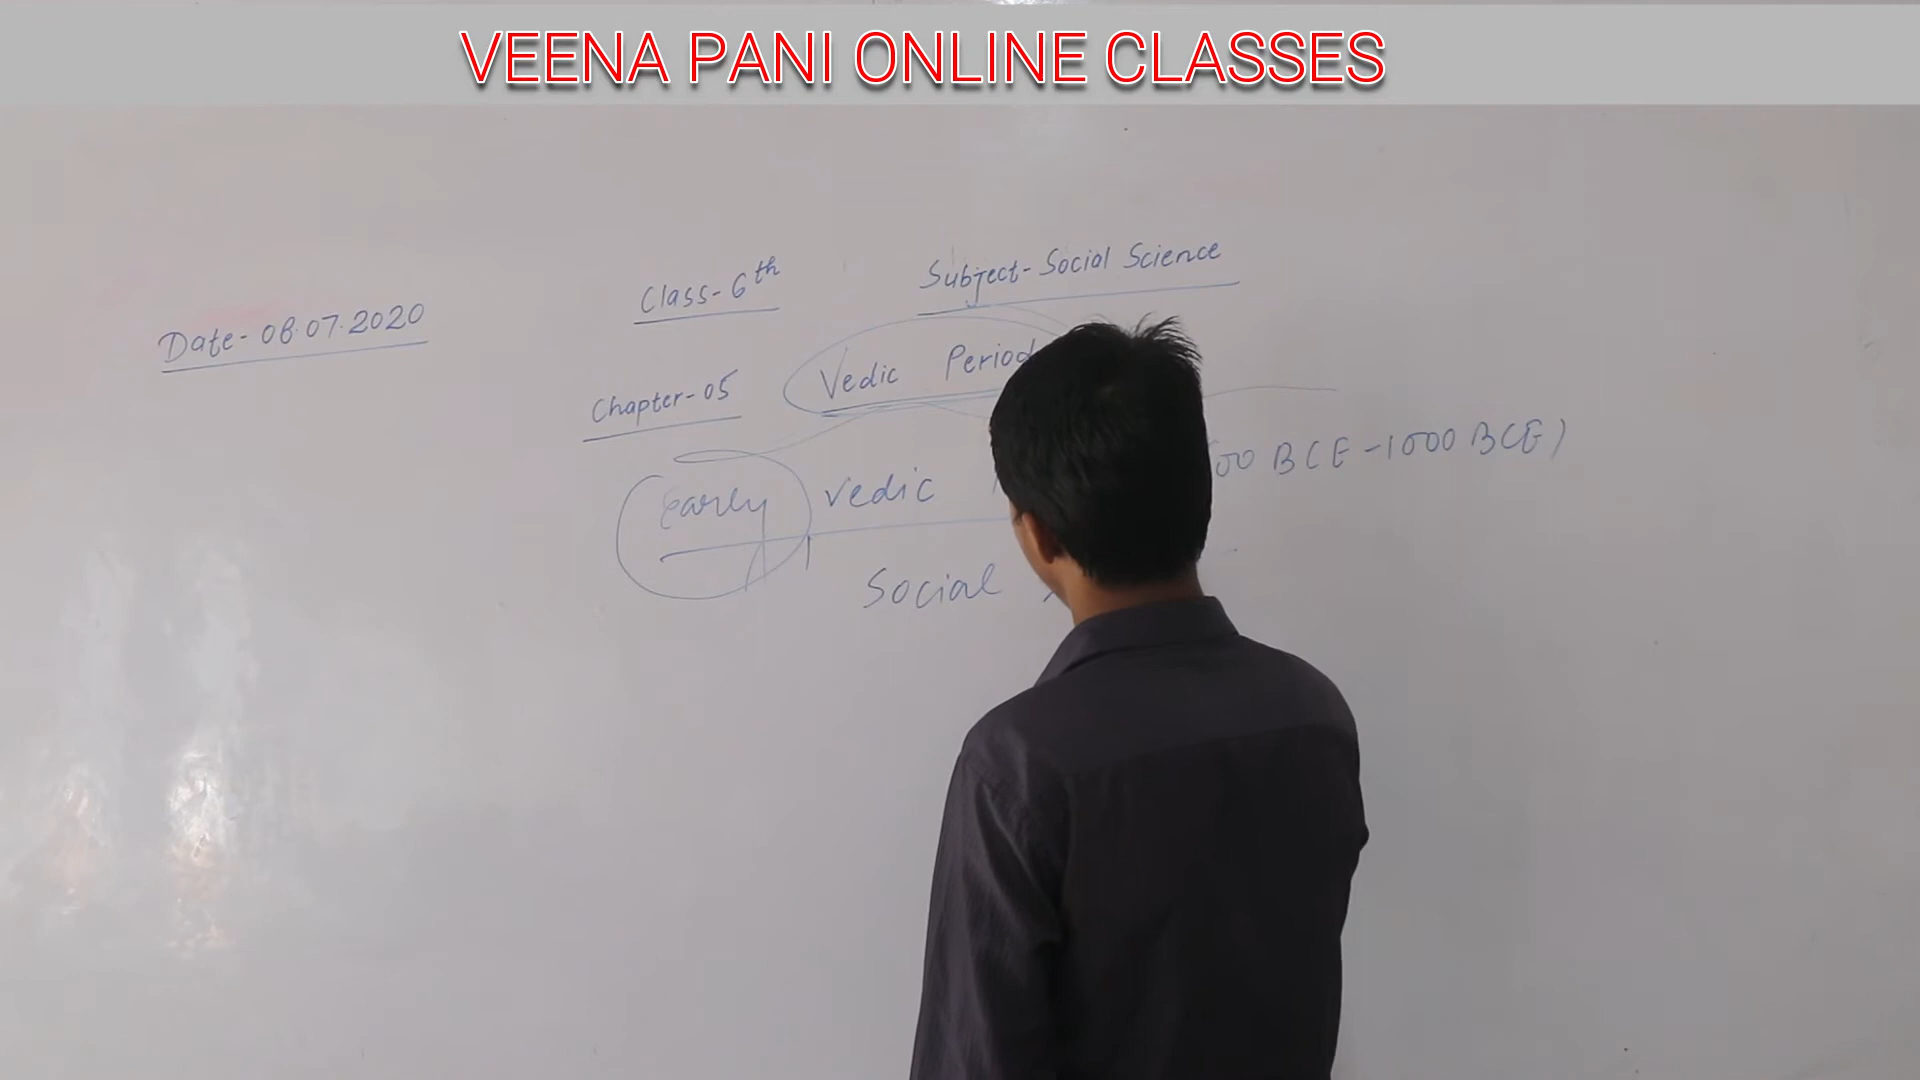 VEENA PANI ONLINE CLASSES
Class-6th Subject-Social Science
Date-08.07.2020
Chapter-05 Vedic Period
Early Vedic 00 BCE-1000 BCE)
Social